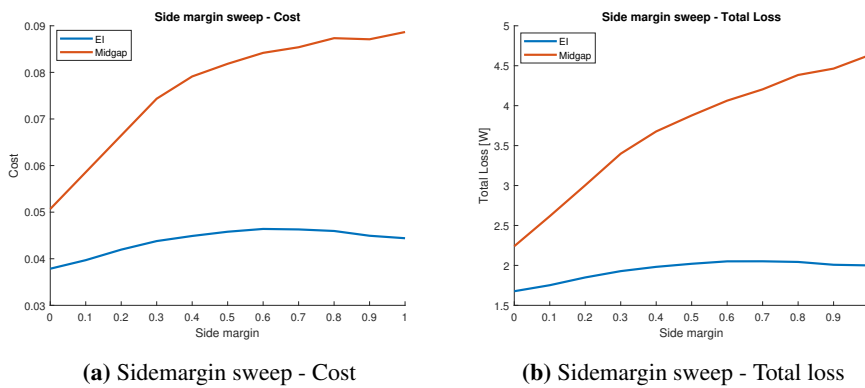 Side margin sweep - Cost
0.09
0.08
0.07
0.06
0.05
0.04
0.03
Cost
EI
Midgap
0 0.1 0.2 0.3 0.4 0.5 0.6 0.7 0.8 0.9 1
Side margin
(a) Sidemargin sweep - Cost
Side margin sweep - Total Loss
5
4.5
4
3.5
3
2.5
2
1.5
Total Loss [W]
EI
Midgap
0 0.1 0.2 0.3 0.4 0.5 0.6 0.7 0.8 0.9
Side margin
(b) Sidemargin sweep - Total loss